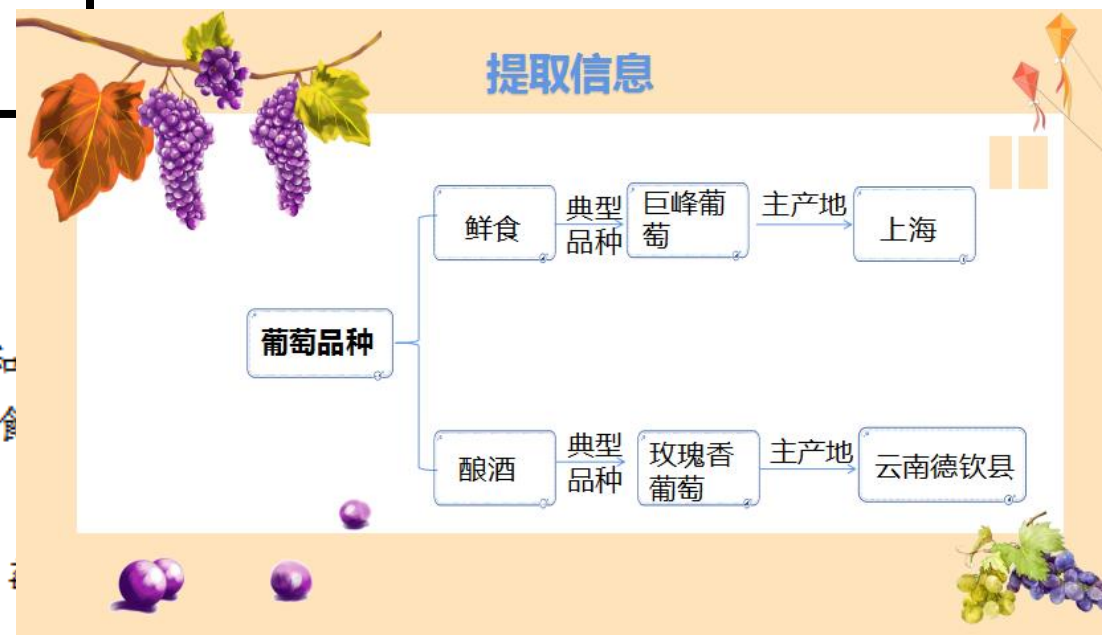 提取信息
鲜食
典型
品种
巨峰葡
萄
主产地
上海
葡萄品种
酿酒
典型
品种
玫瑰香
葡萄
主产地
云南德钦县